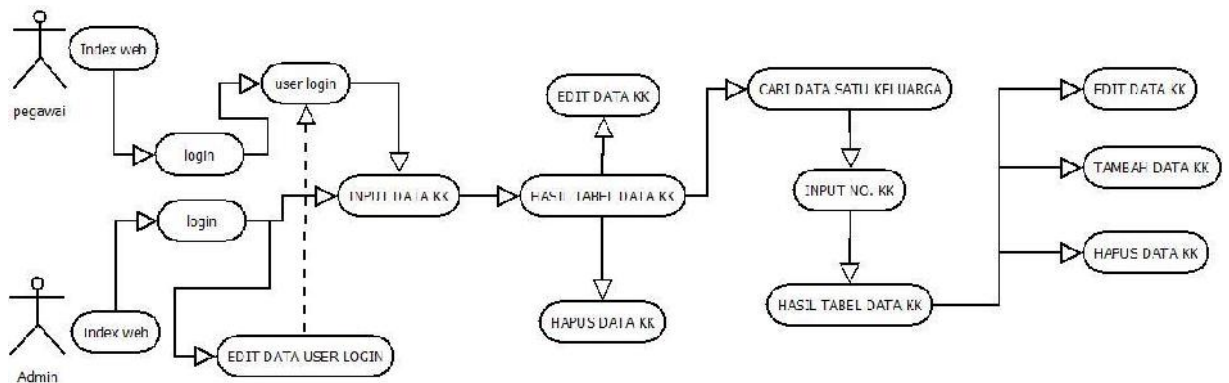 Index web
pegawai
login
user login
login
Index web
Admin
EDIT DATA USER LOGIN
INPUT DATA KK
EDIT DATA KK
HASIL TABEL DATA KK
HAPUS DATA KK
CARI DATA SATU KELUARGA
INPUT NO. KK
HASIL TABEL DATA KK
EDIT DATA KK
TAMBAH DATA KK
HAPUS DATA KK